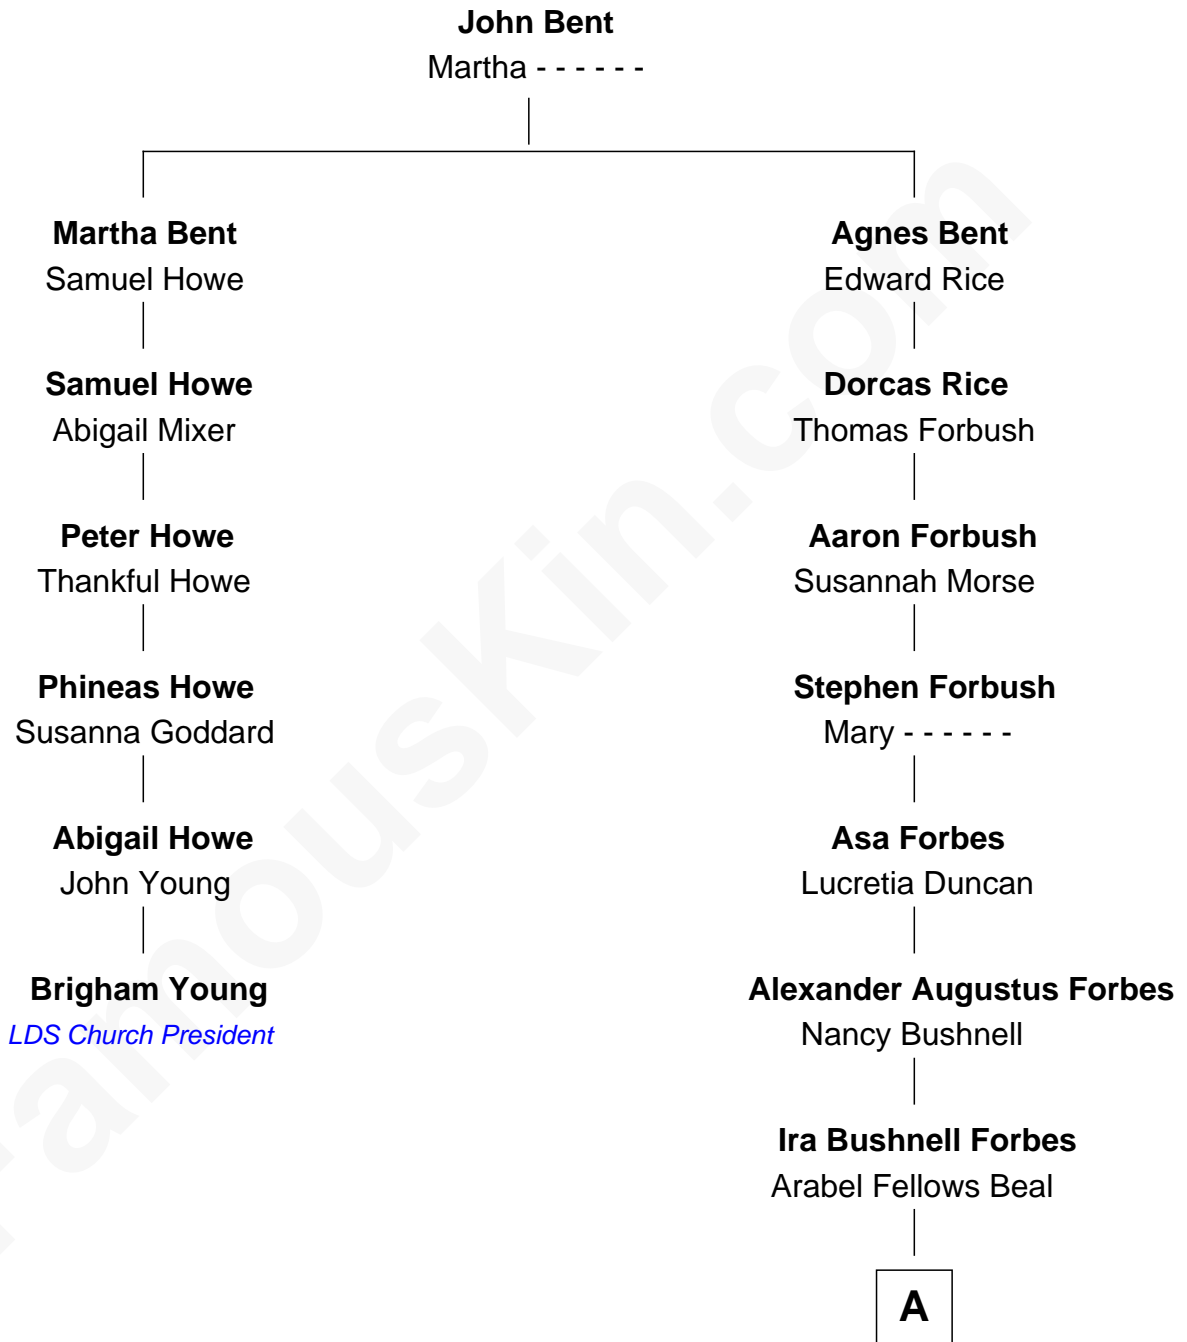 John Bent
Martha - - - - - -
Martha Bent
Samuel Howe
Agnes Bent
Edward Rice
Samuel Howe
Abigail Mixer
Dorcas Rice
Thomas Forbush
Peter Howe
Thankful Howe
Aaron Forbush
Susannah Morse
Phineas Howe
Susanna Goddard
Stephen Forbush
Mary - - - - - -
Abigail Howe
John Young
Asa Forbes
Lucretia Duncan
Brigham Young
LDS Church President
Alexander Augustus Forbes
Nancy Bushnell
Ira Bushnell Forbes
Arabel Fellows Beal
A
FamousKin.com